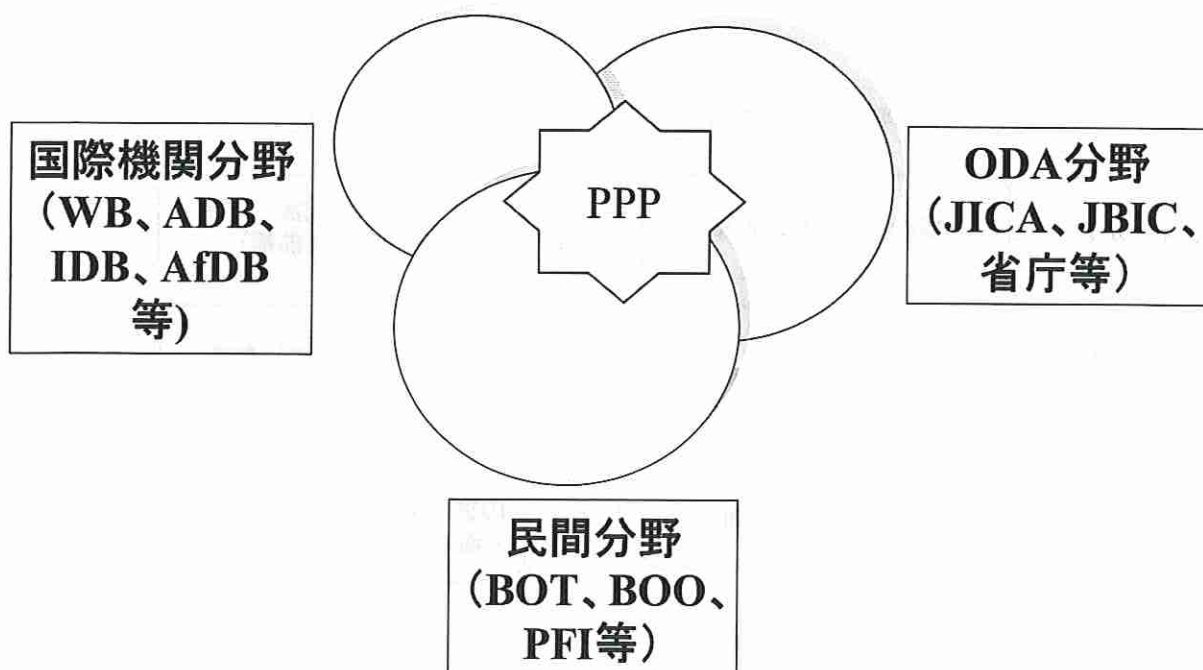 国際機関分野
（WB、ADB、
IDB、AfDB
等)
PPP
ODA分野
（JICA、JBIC、
省庁等）
民間分野
（BOT、BOO、
PFI等）